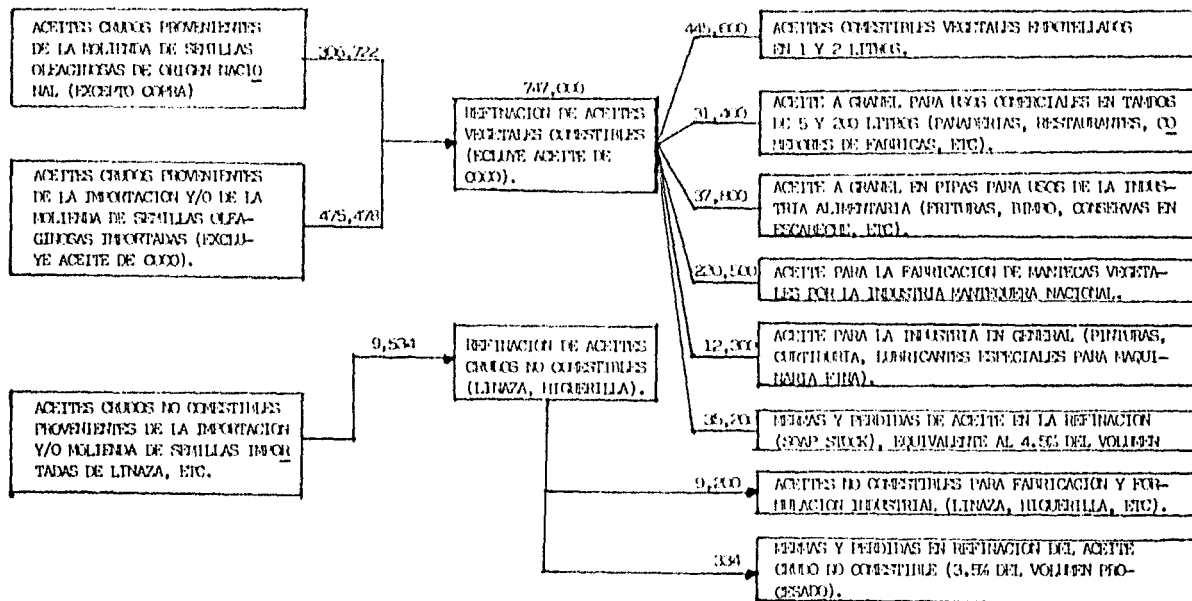 ACEITES CRUDOS PROVENIENTES
DE LA MOLIENDA DE SEMILLAS
OLEAGINOSAS DE ORIGEN NACIO
NAL (EXCEPTO COPRA)
306,722
ACEITES CRUDOS PROVENIENTES
DE LA IMPORTACION Y/O DE LA
MOLIENDA DE SEMILLAS OLEA-
GINOSAS IMPORTADAS (EXCLU-
YE ACEITE DE COCO).
475,478
ACEITES CRUDOS NO COMESTIBLES
PROVENIENTES DE LA IMPORTACION
Y/O MOLIENDA DE SEMILLAS IMPOR
TADAS DE LINAZA, ETC.
9,534
747,000
REFINACION DE ACEITES
VEGETALES COMESTIBLES
(ECLUYE ACEITE DE
COCO).
REFINACION DE ACEITES
CRUDOS NO COMESTIBLES
(LINAZA, HIGUERILLA).
445,600
ACEITES COMESTIBLES VEGETALES EMBOTELLADOS
EN 1 Y 2 LITROS.
31,400
ACEITE A GRANEL PARA USOS COMERCIALES EN TAMBOS
DE 5 Y 200 LITROS (PANADERIAS, RESTAURANTES, CO
MEDORES DE FABRICAS, ETC).
37,800
ACEITE A GRANEL EN PIPAS PARA USOS DE LA INDUS-
TRIA ALIMENTARIA (FRITURAS, BIMBO, CONSERVAS EN
ESCABECHE, ETC).
220,500
ACEITE PARA LA FABRICACION DE MANTECAS VEGETA-
LES POR LA INDUSTRIA MANTEQUERA NACIONAL.
12,300
ACEITE PARA LA INDUSTRIA EN GENERAL (PINTURAS,
CURTIDURIA, LUBRICANTES ESPECIALES PARA MAQUI
NARIA FINA).
35,200
MERMAS Y PERDIDAS DE ACEITE EN LA REFINACION
(SOAP STOCK), EQUIVALENTE AL 4.5% DEL VOLUMEN
9,200
ACEITES NO COMESTIBLES PARA FABRICACION Y FOR-
MULACION INDUSTRIAL (LINAZA, HIGUERILLA, ETC).
334
MERMAS Y PERDIDAS EN REFINACION DEL ACEITE
CRUDO NO COMESTIBLE (3.5% DEL VOLUMEN PRO-
CESADO).